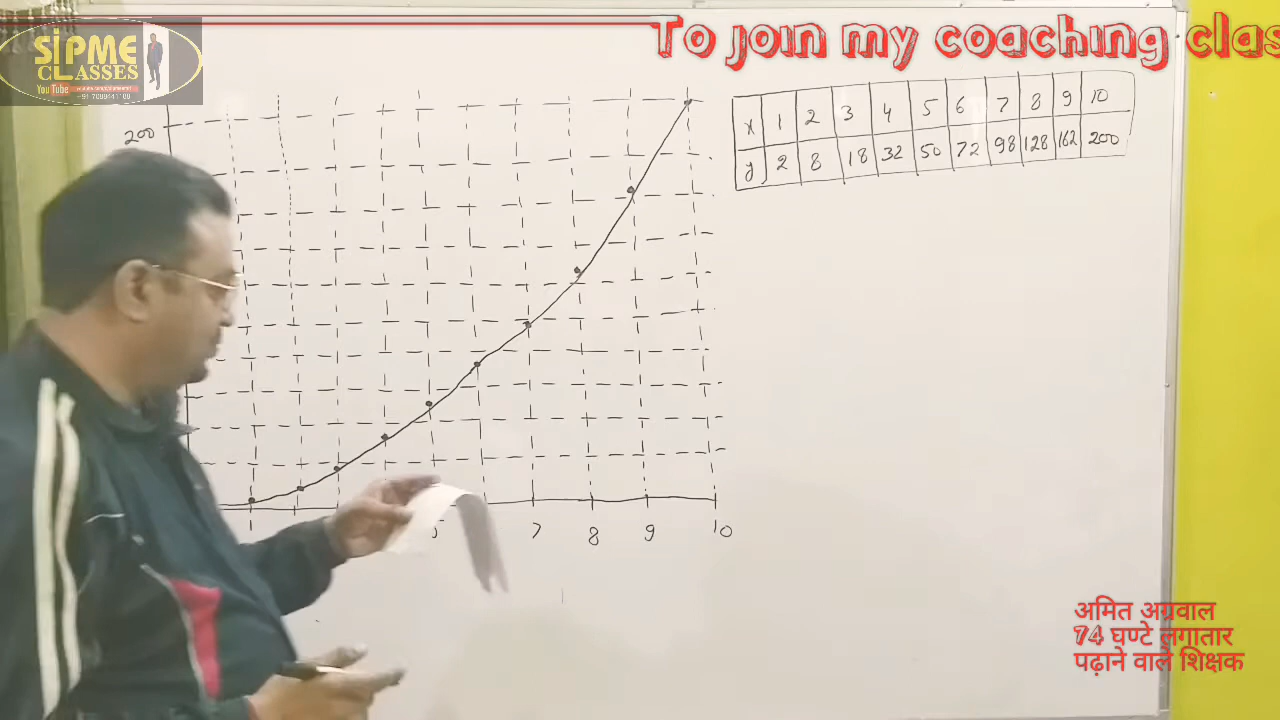 To join my coaching clas
SiPME
CLASSES
YouTube
200
x 1 2 3 4 5 6 7 8 9 10
y 2 8 18 32 50 72 98 128 162 200
5 7 8 9 10
अमित अग्रवाल
74 घण्टे लगातार
पढ़ाने वाले शिक्षक